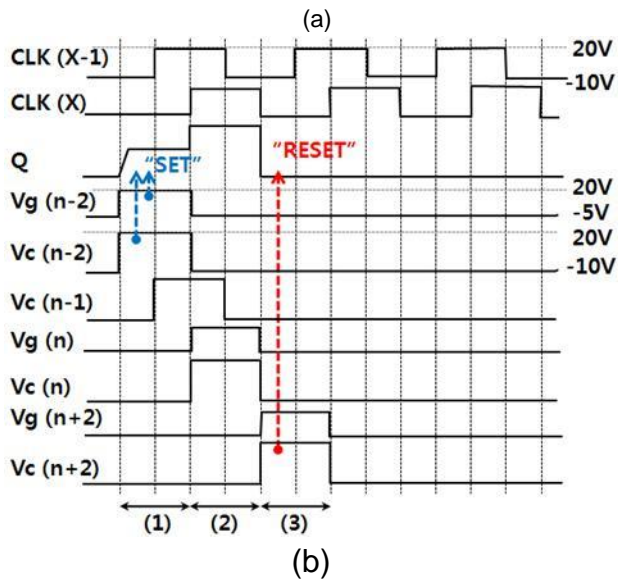 (a)
CLK (X-1)
20V
-10V
CLK (X)
Q
"SET"
"RESET"
Vg (n-2)
20V
-5V
Vc (n-2)
20V
-10V
Vc (n-1)
Vg (n)
Vc (n)
Vg (n+2)
Vc (n+2)
(1) (2) (3)
(b)